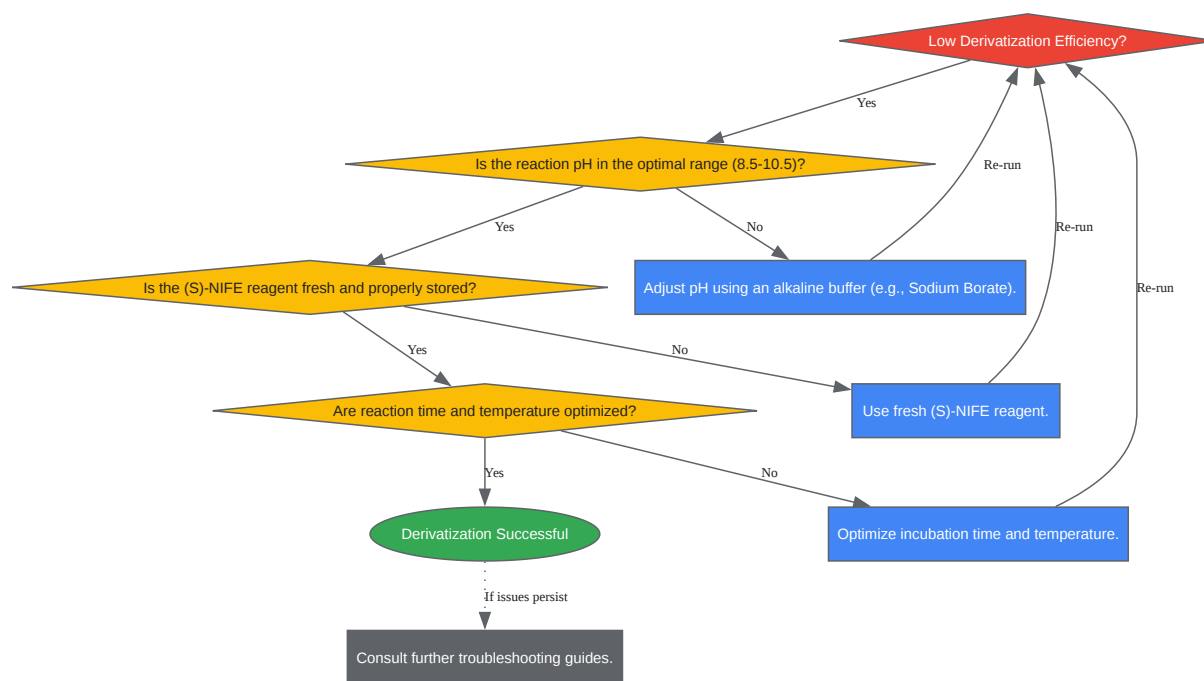 Low Derivatization Efficiency?
Yes
Is the reaction pH in the optimal range (8.5-10.5)?
Re-run
Yes
No
Re-run
Is the (S)-NIFE reagent fresh and properly stored?
Adjust pH using an alkaline buffer (e.g., Sodium Borate).
Re-run
Yes
No
Are reaction time and temperature optimized?
Use fresh (S)-NIFE reagent.
Yes
No
Derivatization Successful
Optimize incubation time and temperature.
If issues persist
Consult further troubleshooting guides.